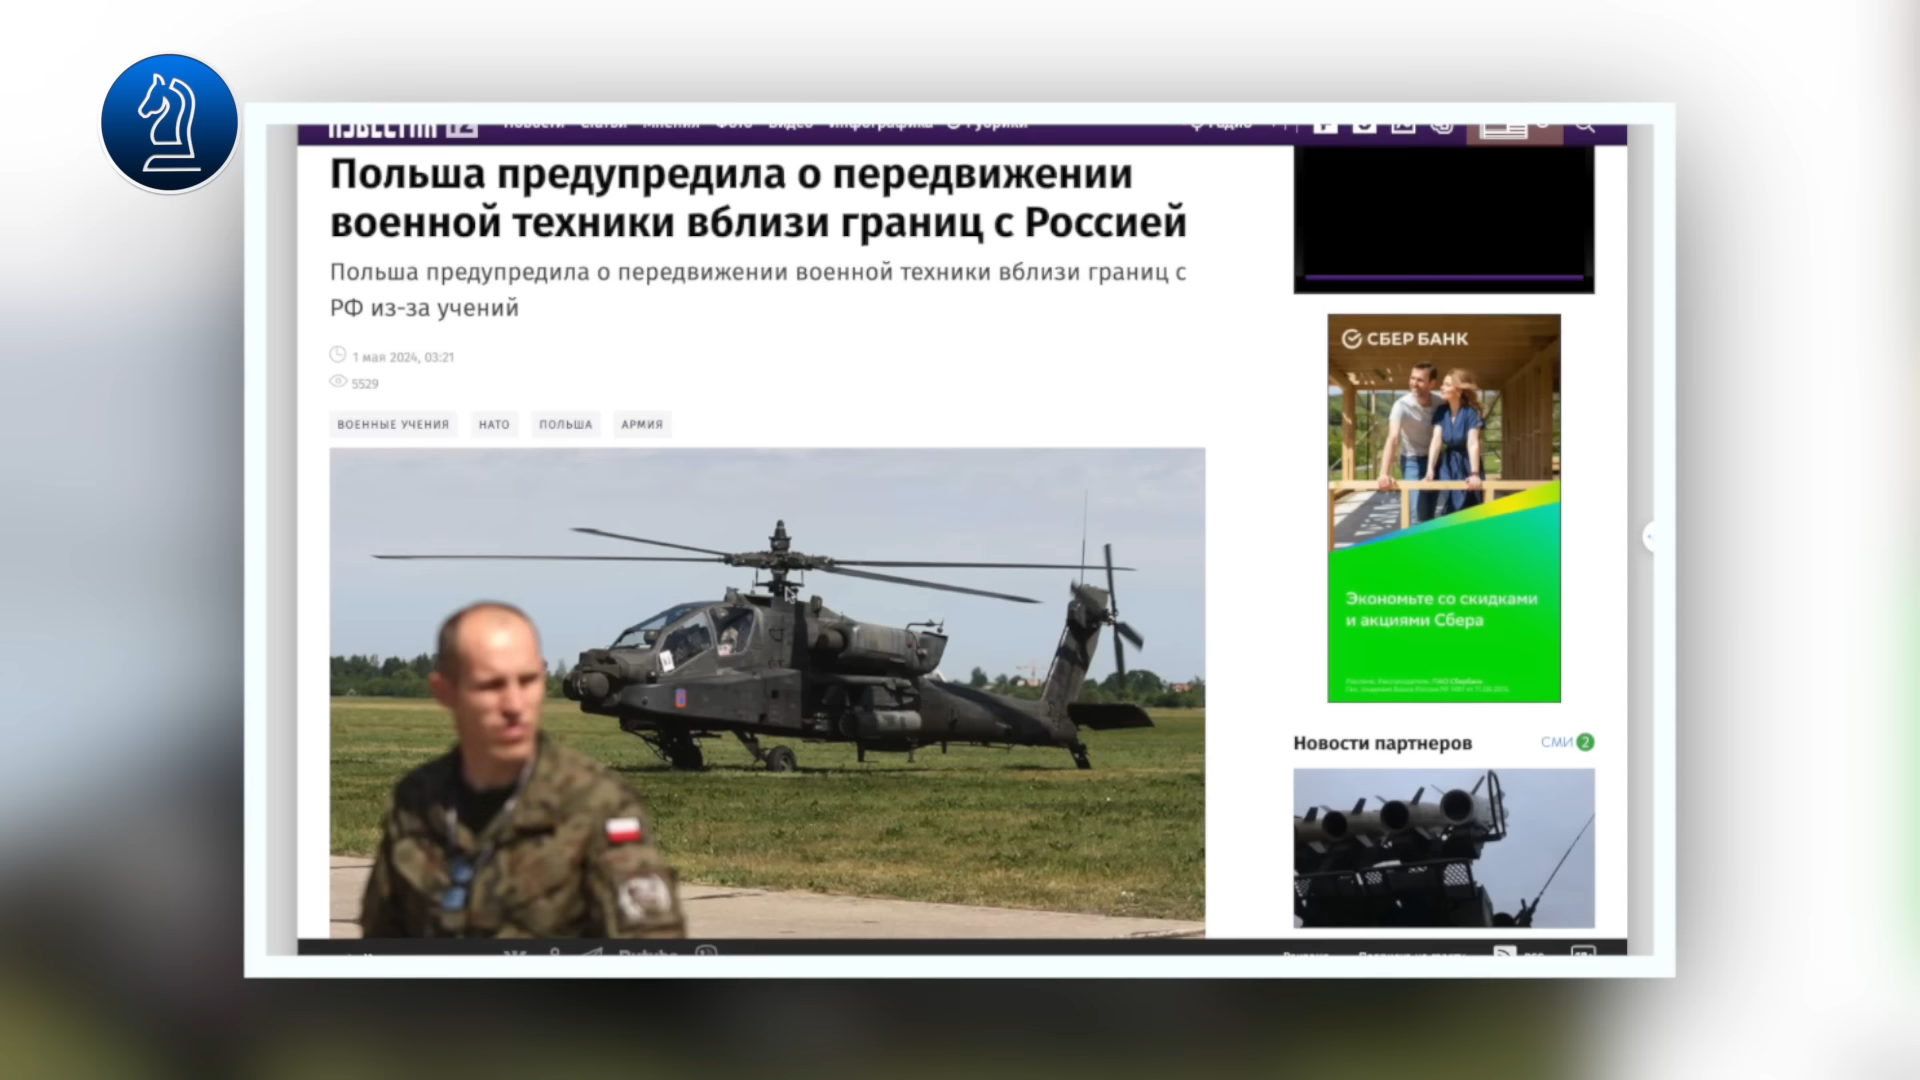 Польша предупредила о передвижении
военной техники вблизи границ с Россией
Польша предупредила о передвижении военной техники вблизи границ с
РФ из-за учений
1 мая 2024, 03:21
5529
ВОЕННЫЕ УЧЕНИЯ НАТО ПОЛЬША АРМИЯ
СБЕР БАНК
Экономьте со скидками
и акциями Сбера
Новости партнеров СМИ2